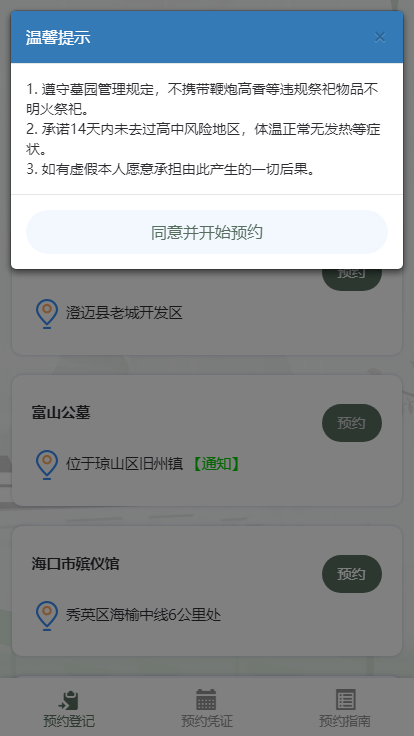 温馨提示
×
1. 遵守墓园管理规定，不携带鞭炮高香等违规祭祀物品不
明火祭祀。
2. 承诺14天内未去过高中风险地区，体温正常无发热等症
状。
3. 如有虚假本人愿意承担由此产生的一切后果。
同意并开始预约
预约
澄迈县老城开发区
富山公墓
预约
位于琼山区旧州镇【通知】
海口市殡仪馆
预约
秀英区海榆中线6公里处
预约登记
预约凭证
预约指南